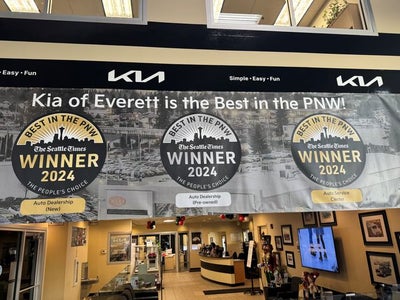 Easy • Fun
KIA
Simple • Easy • Fun
KIA
Kia of Everett is the Best in the PNW!
BEST IN THE PNW
The Seattle Times
WINNER
2024
THE PEOPLE'S CHOICE
Auto Dealership
(New)
BEST IN THE PNW
The Seattle Times
WINNER
2024
THE PEOPLE'S CHOICE
Auto Dealership
(Pre-owned)
BEST IN THE PNW
The Seattle Times
WINNER
2024
THE PEOPLE'S CHOICE
Auto Service
Center